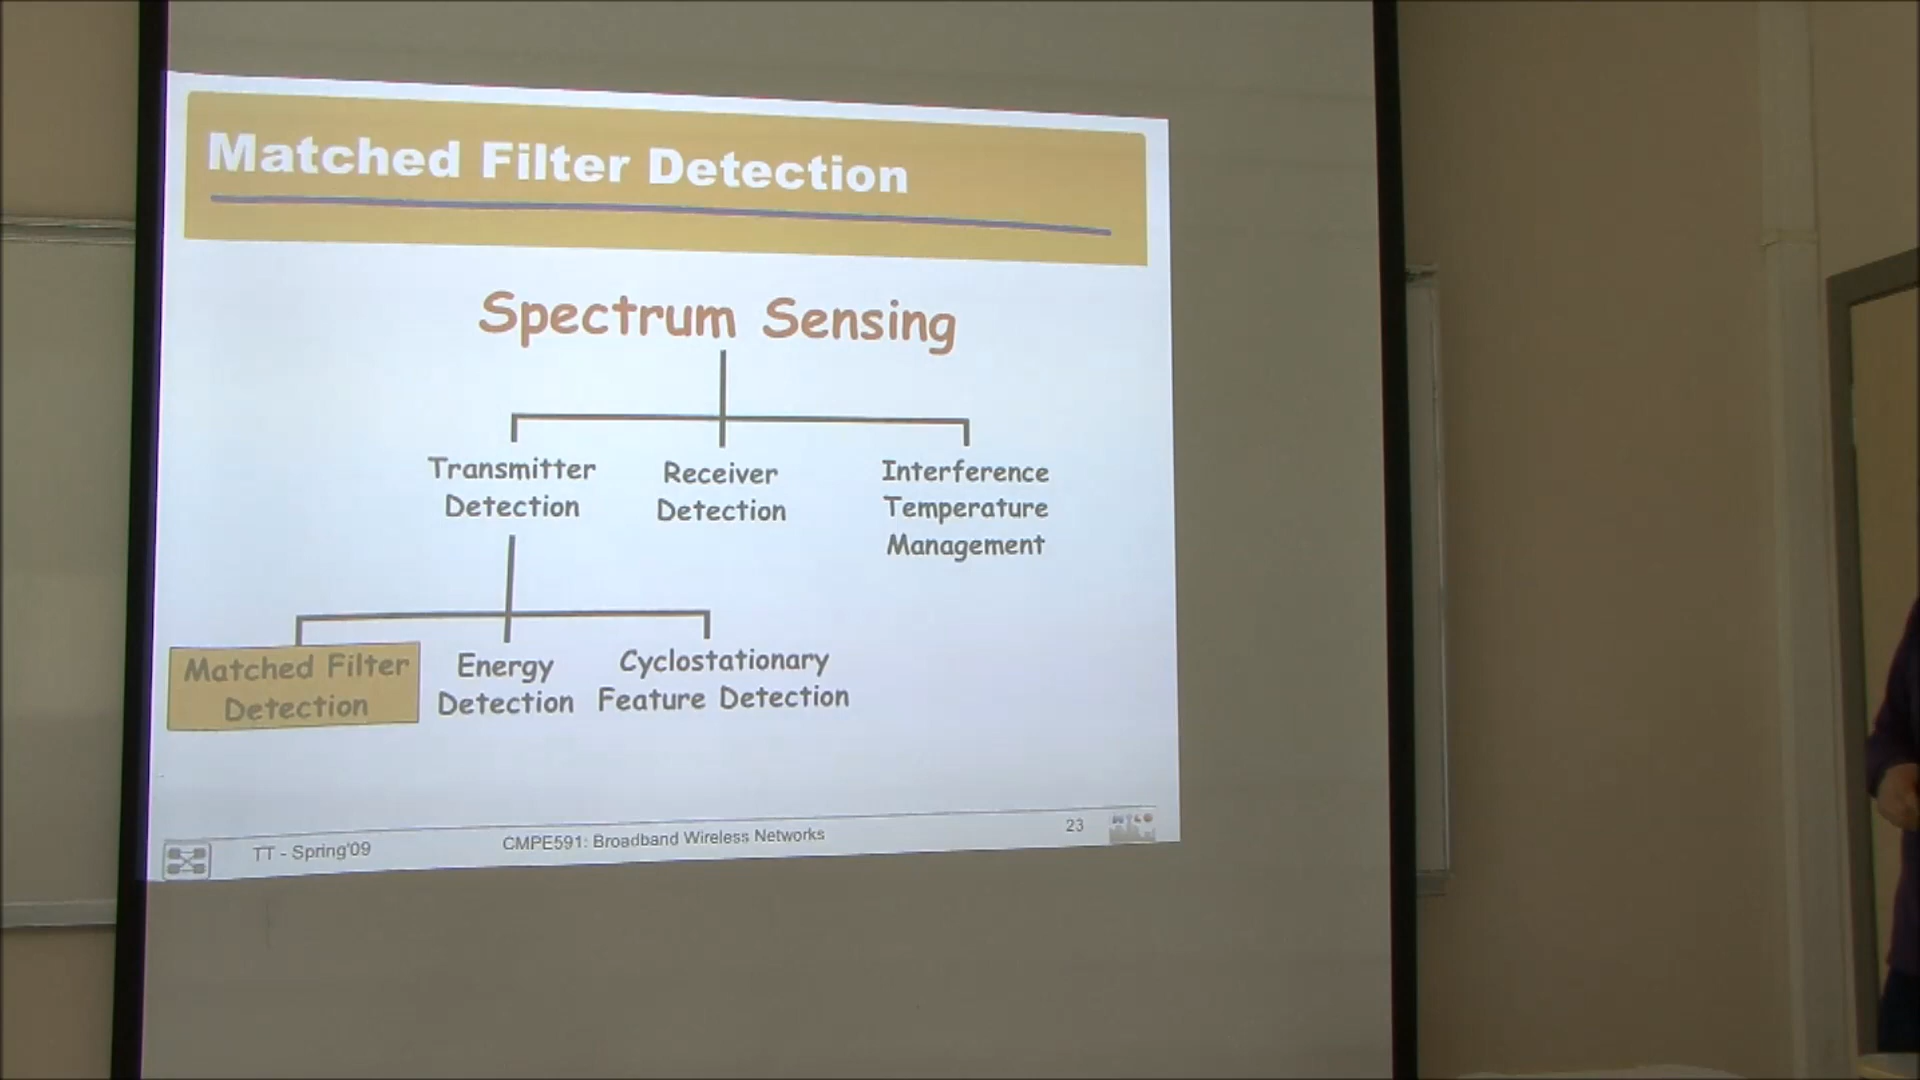 Matched Filter Detection
Spectrum Sensing
Transmitter
Detection
Receiver
Detection
Interference
Temperature
Management
Matched Filter
Detection
Energy
Detection
Cyclostationary
Feature Detection
TT - Spring'09
CMPE591: Broadband Wireless Networks
23